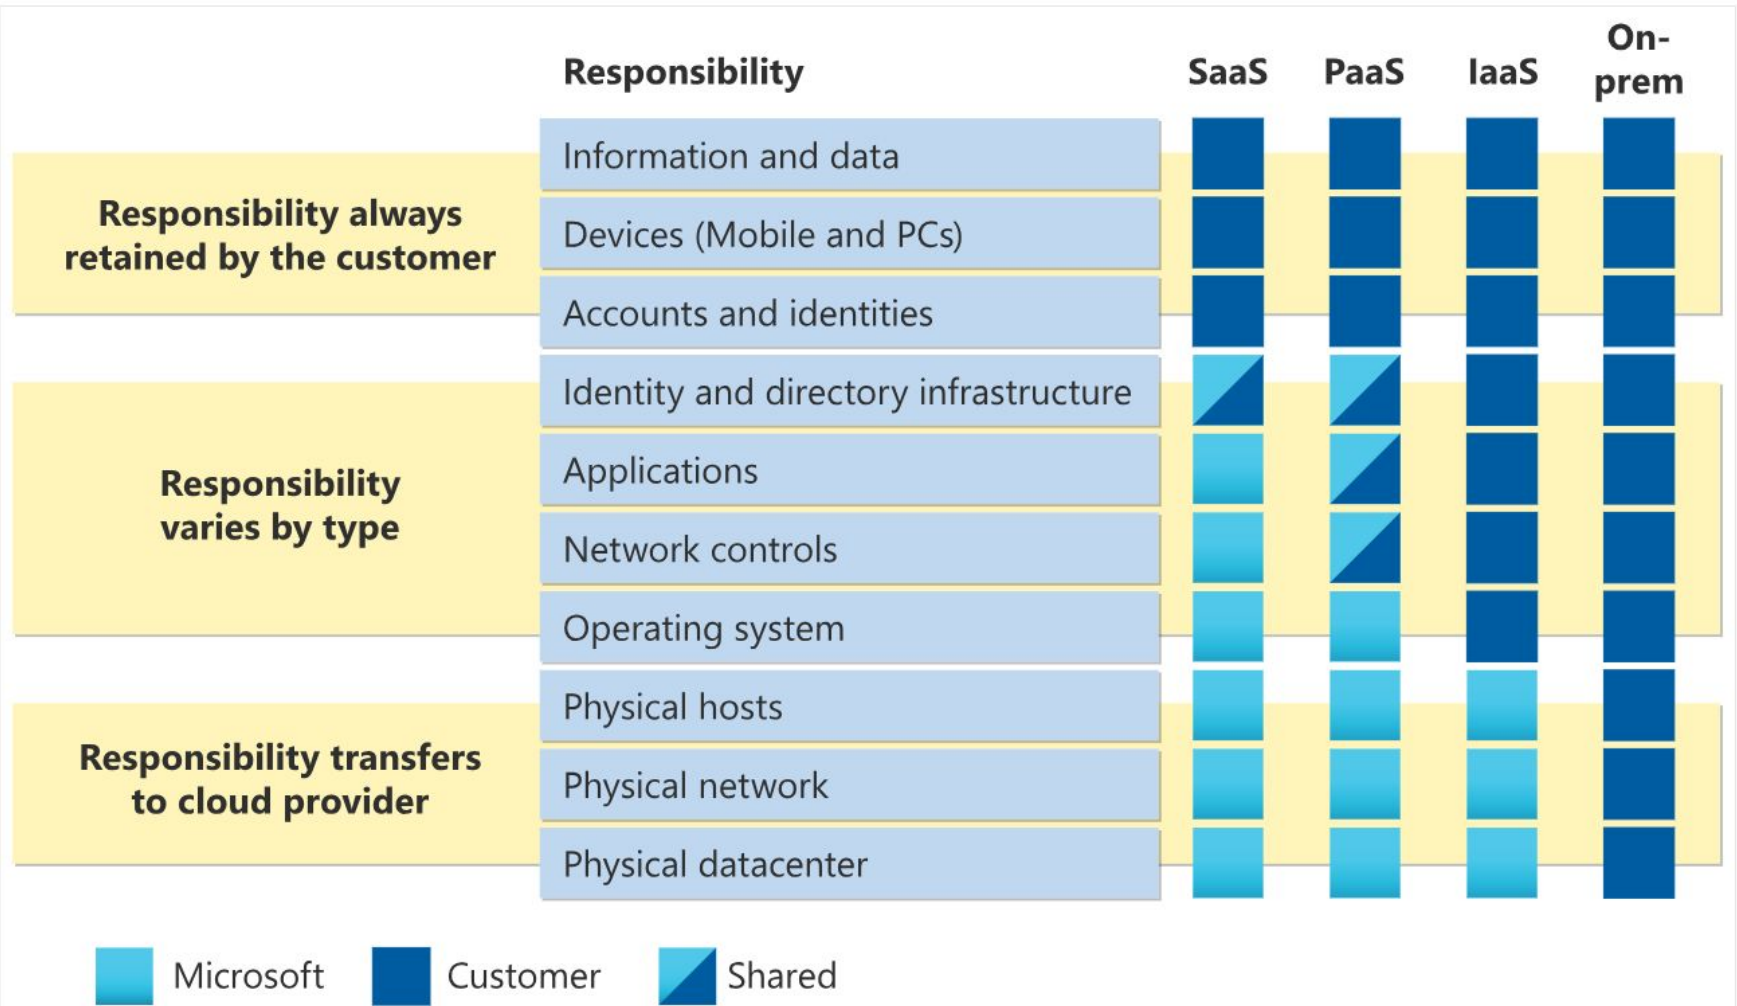 Responsibility
SaaS
PaaS
IaaS
On-
prem
Responsibility always
retained by the customer
Information and data
Devices (Mobile and PCs)
Accounts and identities
Responsibility
varies by type
Identity and directory infrastructure
Applications
Network controls
Operating system
Responsibility transfers
to cloud provider
Physical hosts
Physical network
Physical datacenter
Microsoft
Customer
Shared